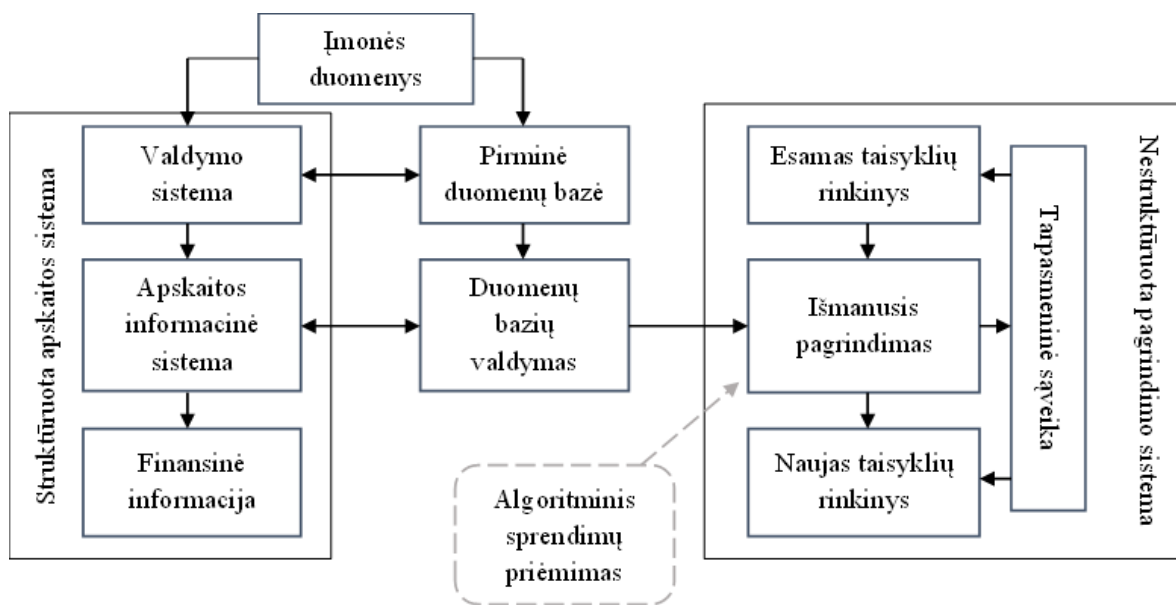 Įmonės
duomenys
Struktūruota apskaitos sistema
Valdymo
sistema
Apskaitos
informacinė
sistema
Finansinė
informacija
Pirminė
duomenų bazė
Duomenų
bazių
valdymas
Algoritminis
sprendimų
priėmimas
Esamas taisyklių
rinkinys
Išmanusis
pagrindimas
Naujas taisyklių
rinkinys
Tarpasmeninė sąveika
Nestruktūruota pagrindimo sistema